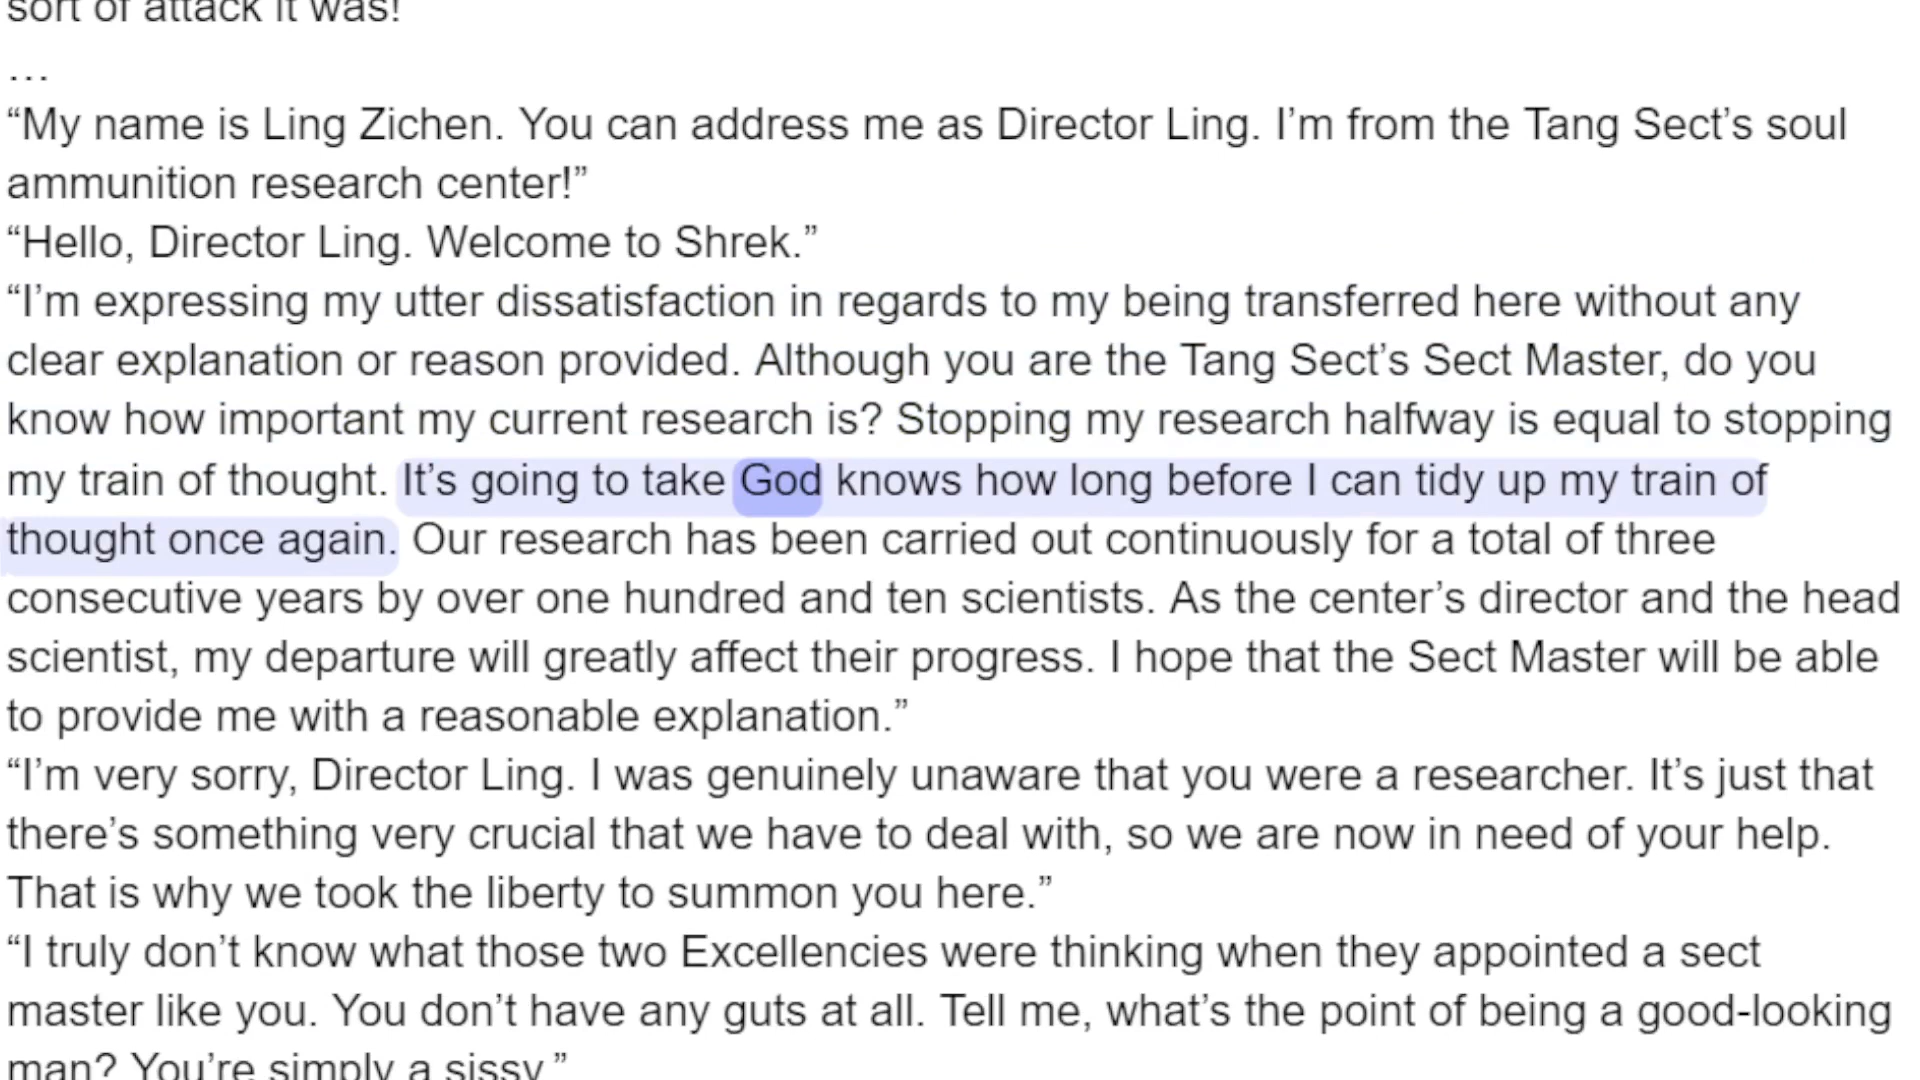 sort of attack it was!
…
“My name is Ling Zichen. You can address me as Director Ling. I’m from the Tang Sect’s soul
ammunition research center!”
“Hello, Director Ling. Welcome to Shrek.”
“I’m expressing my utter dissatisfaction in regards to my being transferred here without any
clear explanation or reason provided. Although you are the Tang Sect’s Sect Master, do you
know how important my current research is? Stopping my research halfway is equal to stopping
my train of thought. It’s going to take God knows how long before I can tidy up my train of
thought once again. Our research has been carried out continuously for a total of three
consecutive years by over one hundred and ten scientists. As the center’s director and the head
scientist, my departure will greatly affect their progress. I hope that the Sect Master will be able
to provide me with a reasonable explanation.”
“I’m very sorry, Director Ling. I was genuinely unaware that you were a researcher. It’s just that
there’s something very crucial that we have to deal with, so we are now in need of your help.
That is why we took the liberty to summon you here.”
“I truly don’t know what those two Excellencies were thinking when they appointed a sect
master like you. You don’t have any guts at all. Tell me, what’s the point of being a good-looking
man? You’re simply a sissy.”